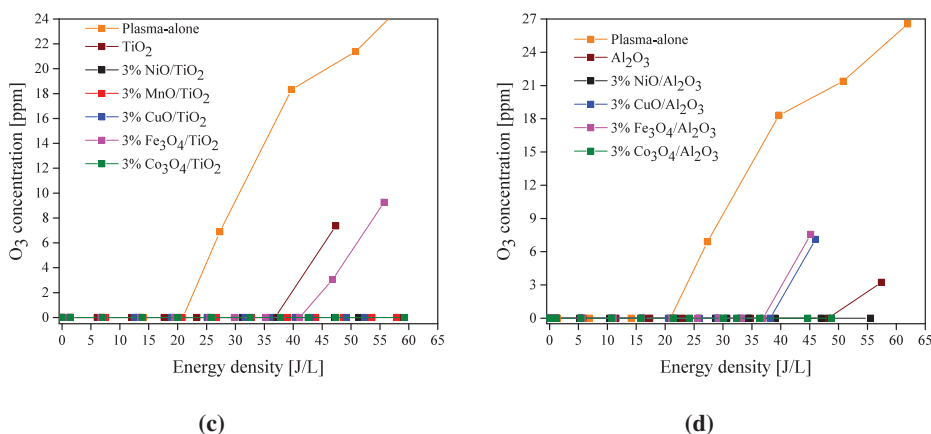 24
22
20
18
16
14
12
10
8
6
4
2
0
O₃ concentration [ppm]
Plasma-alone
TiO₂
3% NiO/TiO₂
3% MnO/TiO₂
3% CuO/TiO₂
3% Fe₃O₄/TiO₂
3% Co₃O₄/TiO₂
0 5 10 15 20 25 30 35 40 45 50 55 60 65
Energy density [J/L]
(c)
27
24
21
18
15
12
9
6
3
0
O₃ concentration [ppm]
Plasma-alone
Al₂O₃
3% NiO/Al₂O₃
3% CuO/Al₂O₃
3% Fe₃O₄/Al₂O₃
3% Co₃O₄/Al₂O₃
0 5 10 15 20 25 30 35 40 45 50 55 60 65
Energy density [J/L]
(d)